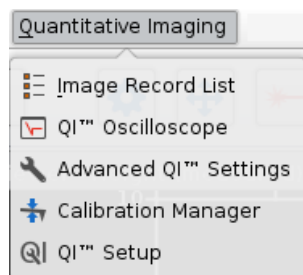 Quantitative Imaging
Image Record List
QI™ Oscilloscope
Advanced QI™ Settings
Calibration Manager
QI™ Setup